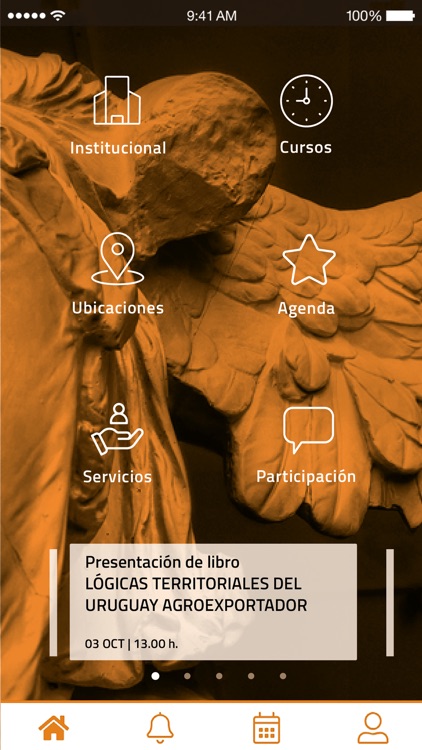 9:41 AM
100%
Institucional
Cursos
Ubicaciones
Agenda
Servicios
Participación
Presentación de libro
LÓGICAS TERRITORIALES DEL
URUGUAY AGROEXPORTADOR
03 OCT | 13.00 h.